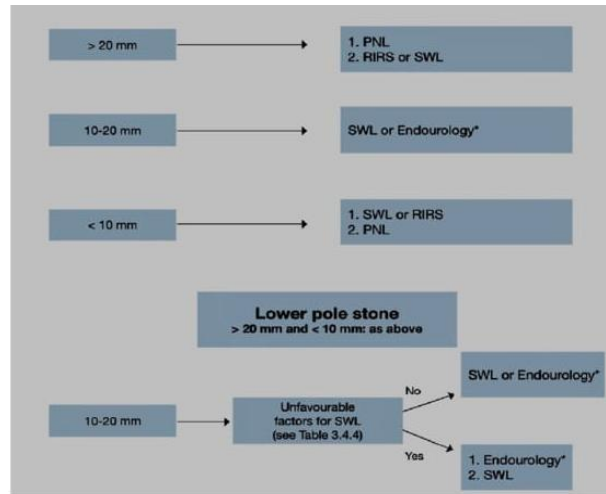 > 20 mm
1. PNL
2. RIRS or SWL
10-20 mm
SWL or Endourology*
< 10 mm
1. SWL or RIRS
2. PNL
Lower pole stone
> 20 mm and < 10 mm: as above
No
SWL or Endourology*
10-20 mm
Unfavourable
factors for SWL
(see Table 3.4.4)
Yes
1. Endourology*
2. SWL